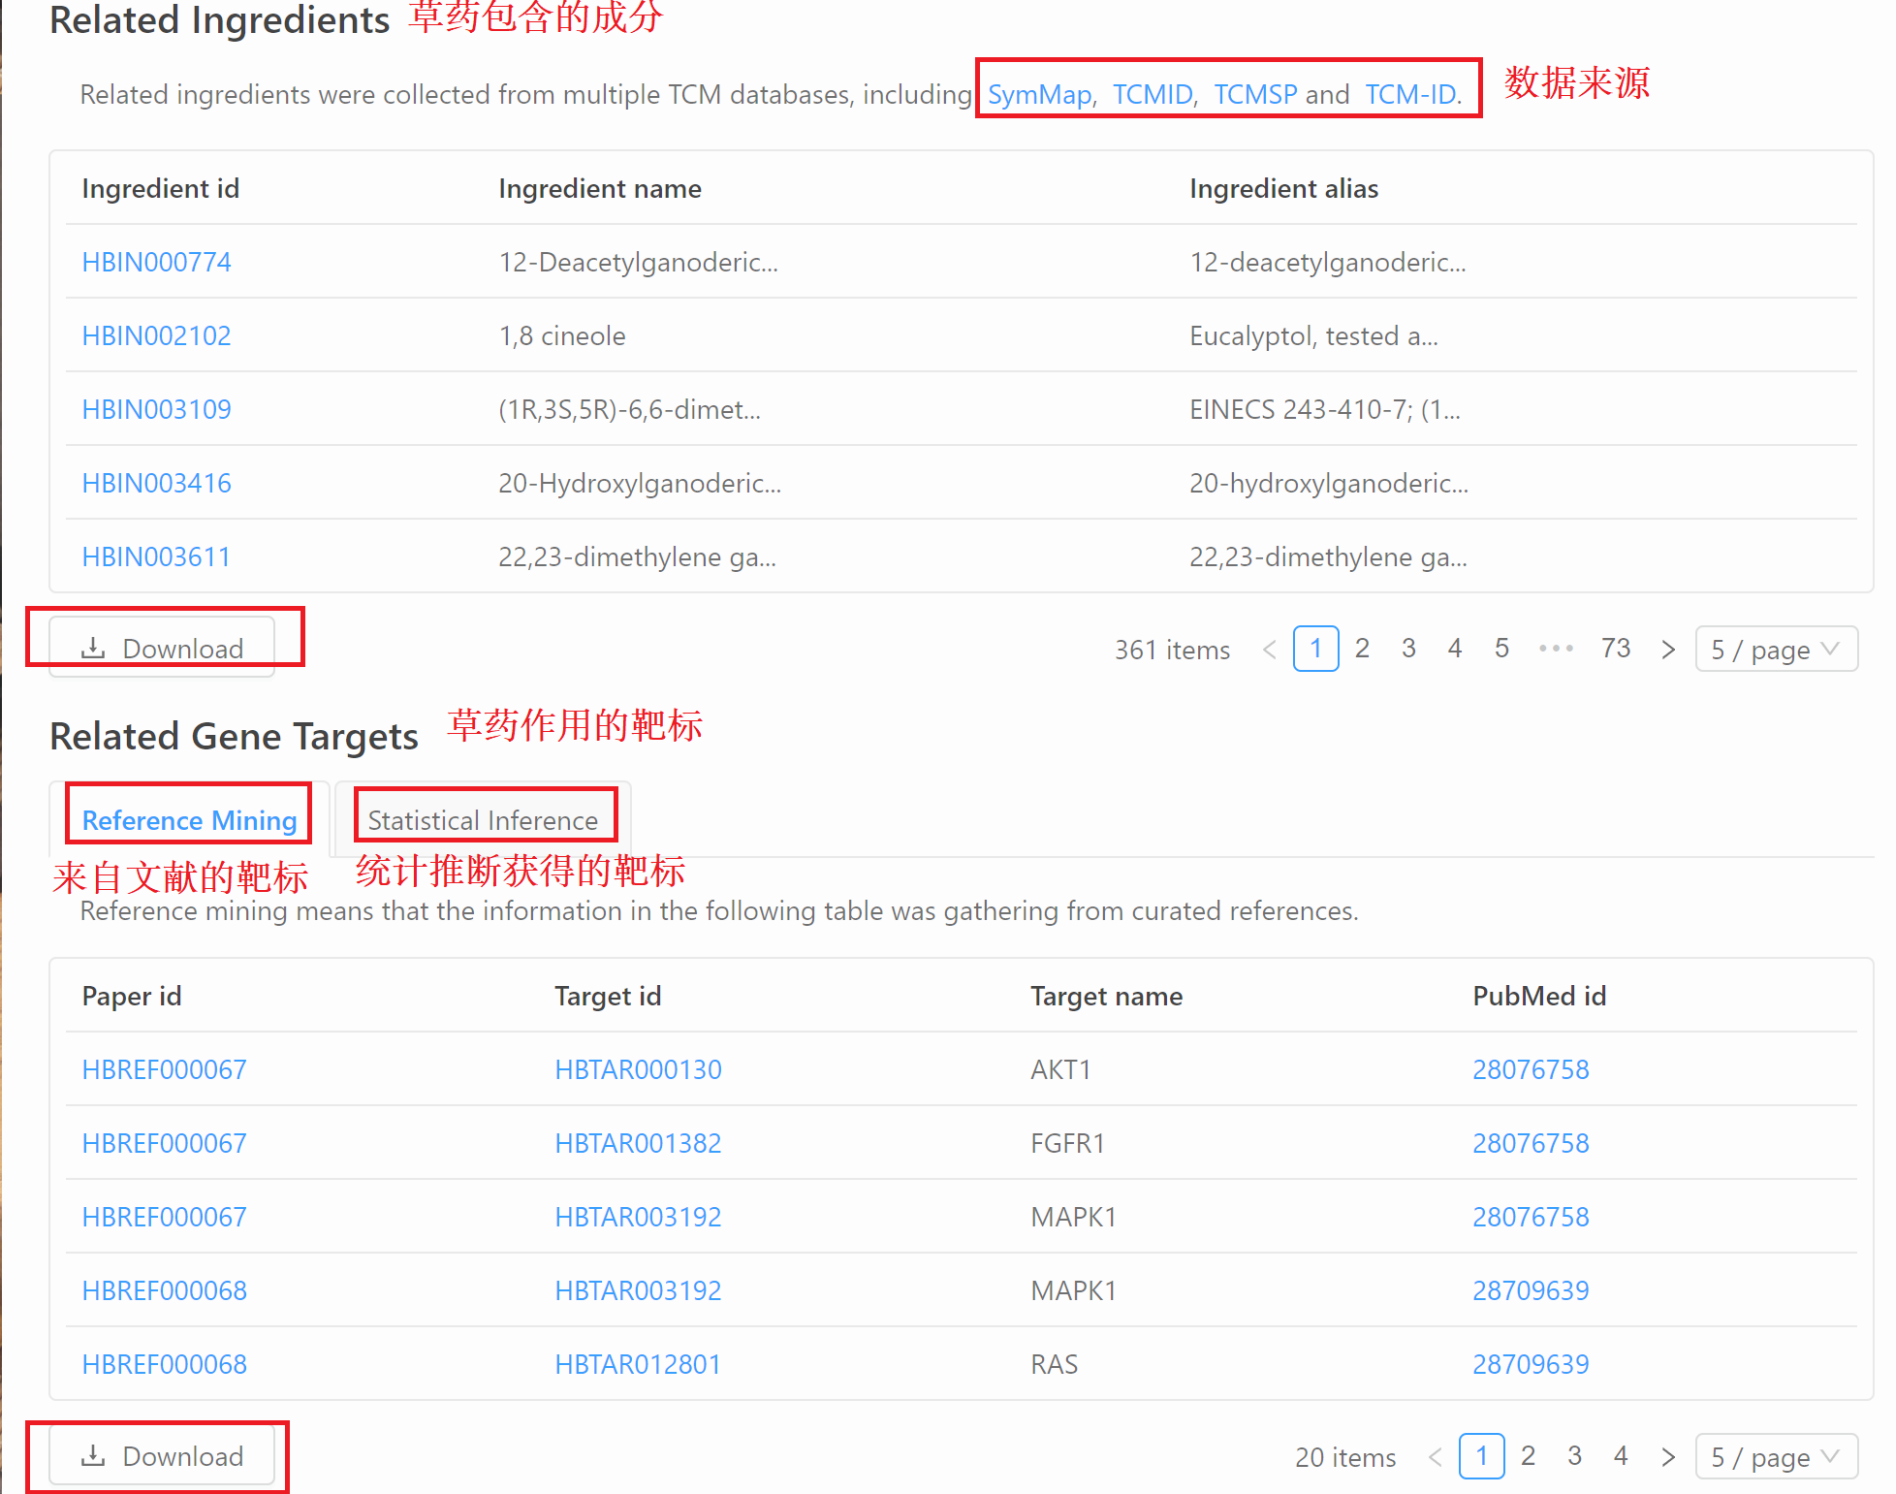 Related Ingredients 草药包含的成分
Related ingredients were collected from multiple TCM databases, including SymMap, TCMID, TCMSP and TCM-ID. 数据来源
Ingredient id Ingredient name Ingredient alias
HBIN000774 12-Deacetylganoderic... 12-deacetylganoderic...
HBIN002102 1,8 cineole Eucalyptol, tested a...
HBIN003109 (1R,3S,5R)-6,6-dimet... EINECS 243-410-7; (1...
HBIN003416 20-Hydroxylganoderic... 20-hydroxylganoderic...
HBIN003611 22,23-dimethylene ga... 22,23-dimethylene ga...
Download 361 items < 1 2 3 4 5 ••• 73 > 5 / page
Related Gene Targets 草药作用的靶标
Reference Mining Statistical Inference
来自文献的靶标 统计推断获得的靶标
Reference mining means that the information in the following table was gathering from curated references.
Paper id Target id Target name PubMed id
HBREF000067 HBTAR000130 AKT1 28076758
HBREF000067 HBTAR001382 FGFR1 28076758
HBREF000067 HBTAR003192 MAPK1 28076758
HBREF000068 HBTAR003192 MAPK1 28709639
HBREF000068 HBTAR012801 RAS 28709639
Download 20 items < 1 2 3 4 > 5 / page